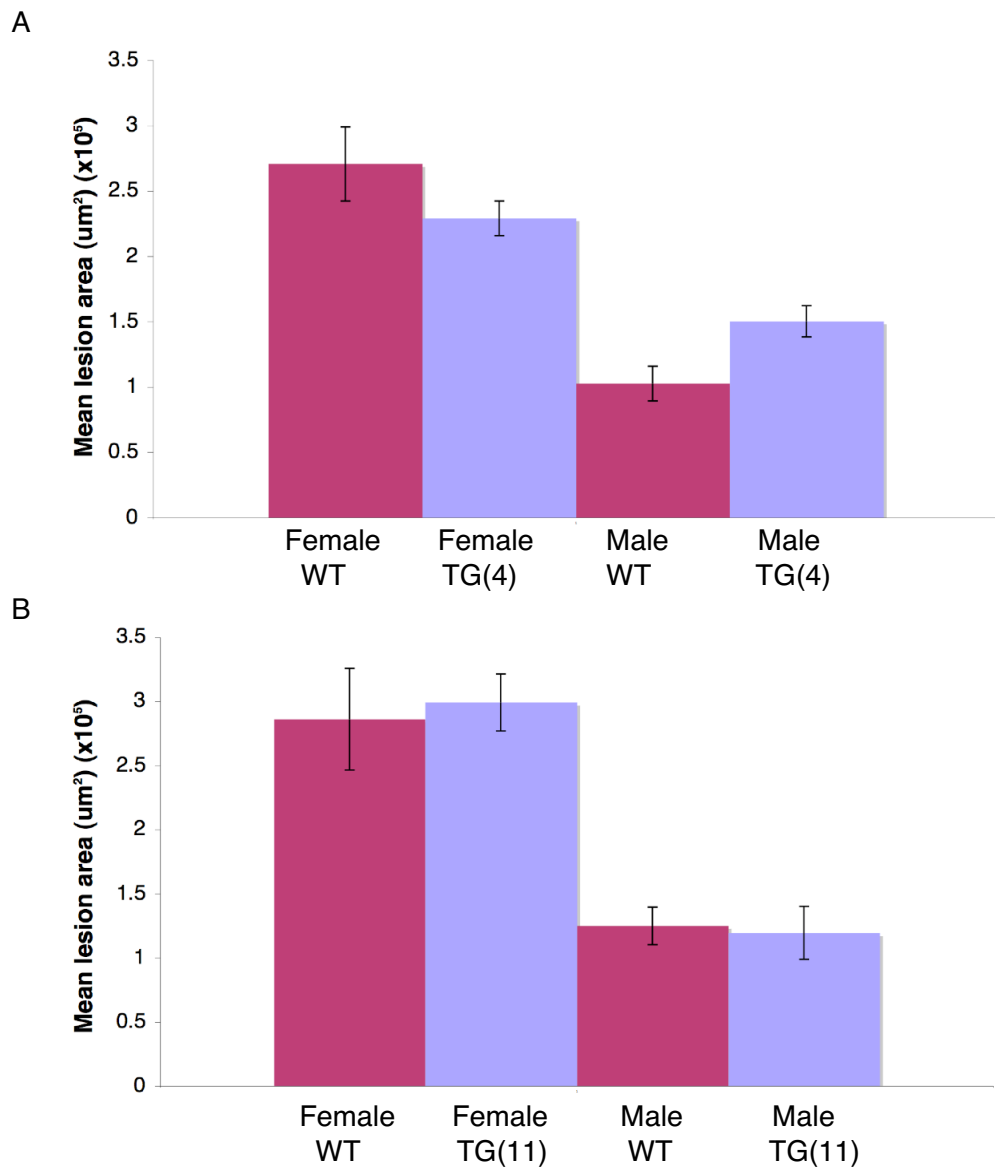 A
Mean lesion area (um²) (x10⁵)
3.5
3
2.5
2
1.5
1
0.5
0
Female WT
Female TG(4)
Male WT
Male TG(4)
B
Mean lesion area (um²) (x10⁵)
3.5
3
2.5
2
1.5
1
0.5
0
Female WT
Female TG(11)
Male WT
Male TG(11)